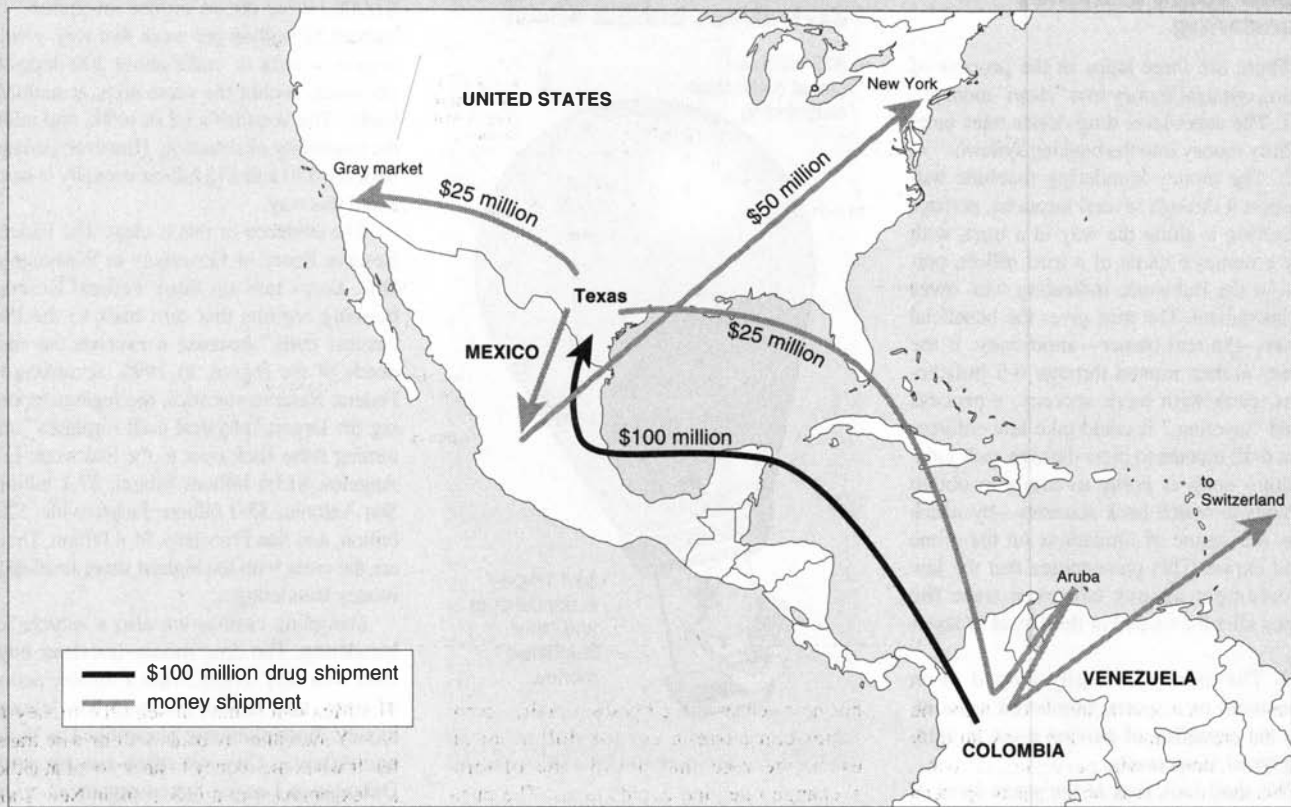 New York
UNITED STATES
Gray market
$25 million
$50 million
Texas
MEXICO
$25 million
$100 million
to
Switzerland
Aruba
VENEZUELA
COLOMBIA
$100 million drug shipment
money shipment